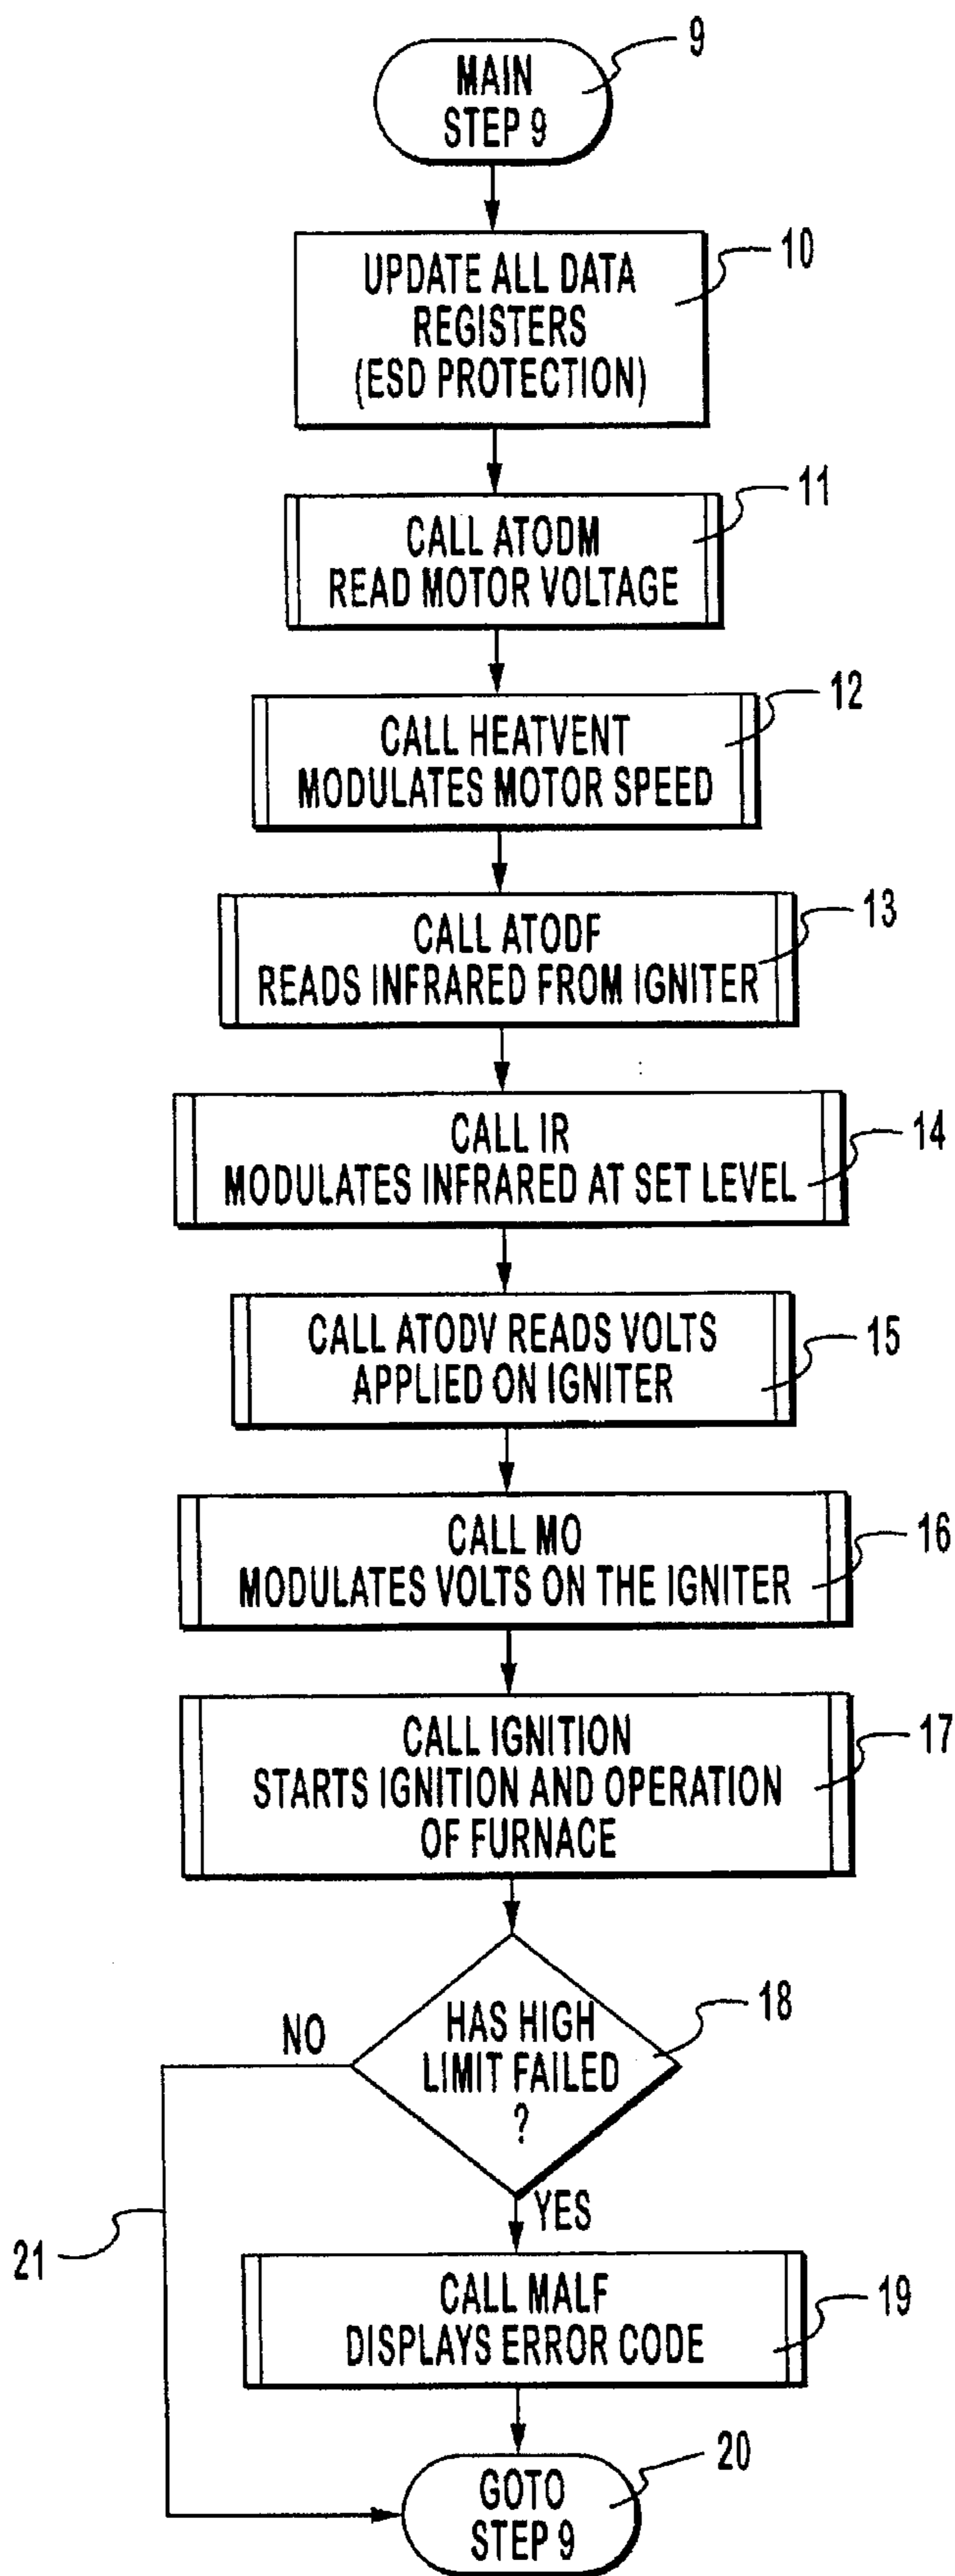 9
MAIN
STEP 9
10
UPDATE ALL DATA
REGISTERS
(ESD PROTECTION)
11
CALL ATODM
READ MOTOR VOLTAGE
12
CALL HEATVENT
MODULATES MOTOR SPEED
13
CALL ATODF
READS INFRARED FROM IGNITER
14
CALL IR
MODULATES INFRARED AT SET LEVEL
15
CALL ATODV READS VOLTS
APPLIED ON IGNITER
16
CALL MO
MODULATES VOLTS ON THE IGNITER
17
CALL IGNITION
STARTS IGNITION AND OPERATION
OF FURNACE
18
NO
HAS HIGH
LIMIT FAILED
?
YES
21
19
CALL MALF
DISPLAYS ERROR CODE
20
GOTO
STEP 9